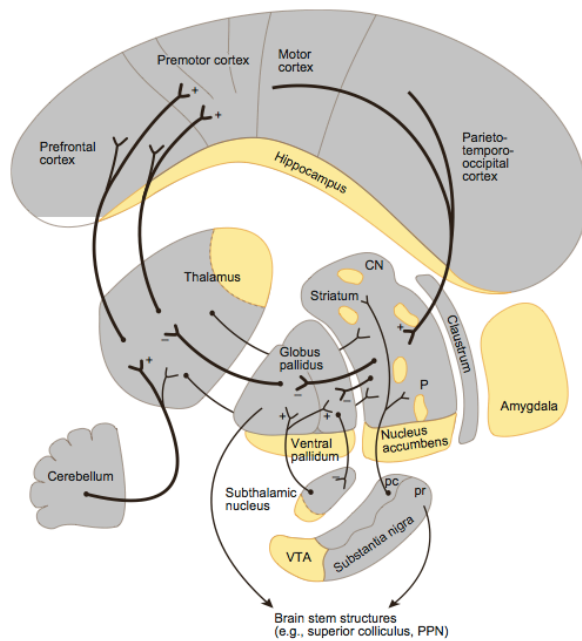 Premotor cortex
Motor
cortex
+
+
Prefrontal
cortex
Parieto-
temporo-
occipital
cortex
Hippocampus
Thalamus
CN
Striatum
+
Claustrum
−
Globus
pallidus
+
−
−
P
Amygdala
+
+
Ventral
pallidum
Nucleus
accumbens
Cerebellum
Subthalamic
nucleus
−
pc
pr
Substantia nigra
VTA
Brain stem structures
(e.g., superior colliculus, PPN)